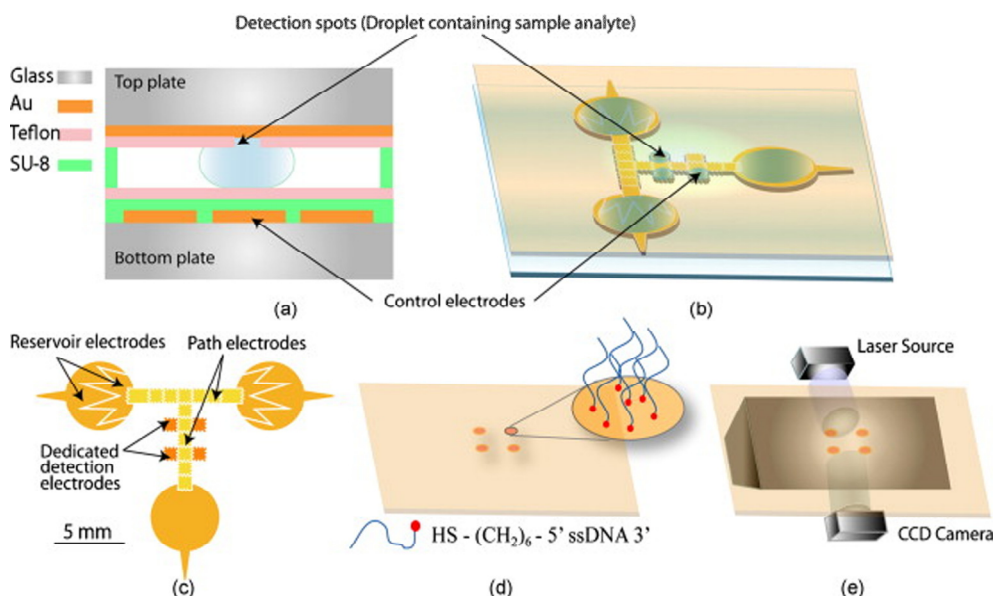 Detection spots (Droplet containing sample analyte)
Glass
Au
Teflon
SU-8
Top plate
Bottom plate
Control electrodes
(a)
(b)
Reservoir electrodes
Path electrodes
Dedicated
detection
electrodes
5 mm
(c)
HS - (CH₂)₆ - 5' ssDNA 3'
(d)
Laser Source
CCD Camera
(e)